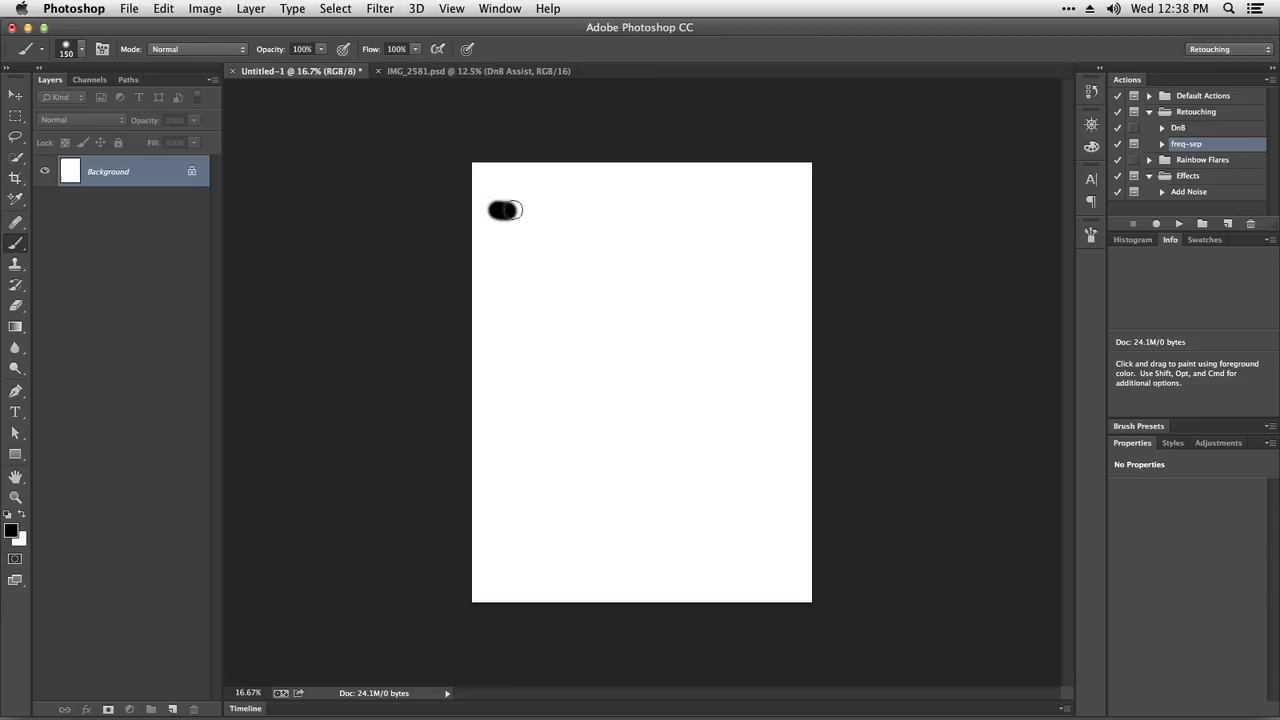 Photoshop File Edit Image Layer Type Select Filter 3D View Window Help Wed 12:38 PM
Adobe Photoshop CC
150 Mode: Normal Opacity: 100% Flow: 100% Retouching
Layers Channels Paths
Untitled-1 @ 16.7% (RGB/8) * IMG_2581.psd @ 12.5% (DnB Assist, RGB/16)
Kind
Normal Opacity: 100%
Lock: Fill: 100%
Background
Actions
Default Actions
Retouching
DnB
freq-sep
Rainbow Flares
Effects
Add Noise
Histogram Info Swatches
Doc: 24.1M/0 bytes
Click and drag to paint using foreground
color. Use Shift, Opt, and Cmd for
additional options.
Brush Presets
Properties Styles Adjustments
No Properties
16.67% Doc: 24.1M/0 bytes
Timeline